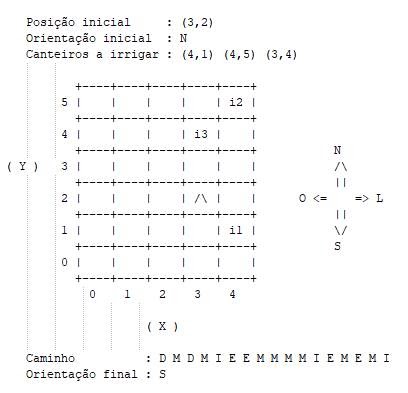 Posição inicial     : (3,2)
Orientação inicial  : N
Canteiros a irrigar : (4,1) (4,5) (3,4)
+----+----+----+----+----+
5 |    |    |    |    | i2 |
+----+----+----+----+----+
4 |    |    |    | i3 |    |
+----+----+----+----+----+          N
( Y ) 3 |    |    |    |    |    |          /\
+----+----+----+----+----+          ||
2 |    |    |    | /\ |    |     O <=    => L
+----+----+----+----+----+          ||
1 |    |    |    |    | i1 |          \/
+----+----+----+----+----+          S
0 |    |    |    |    |    |
+----+----+----+----+----+
0    1    2    3    4
( X )
Caminho          : D M D M I E E M M M M I E M E M I
Orientação final : S